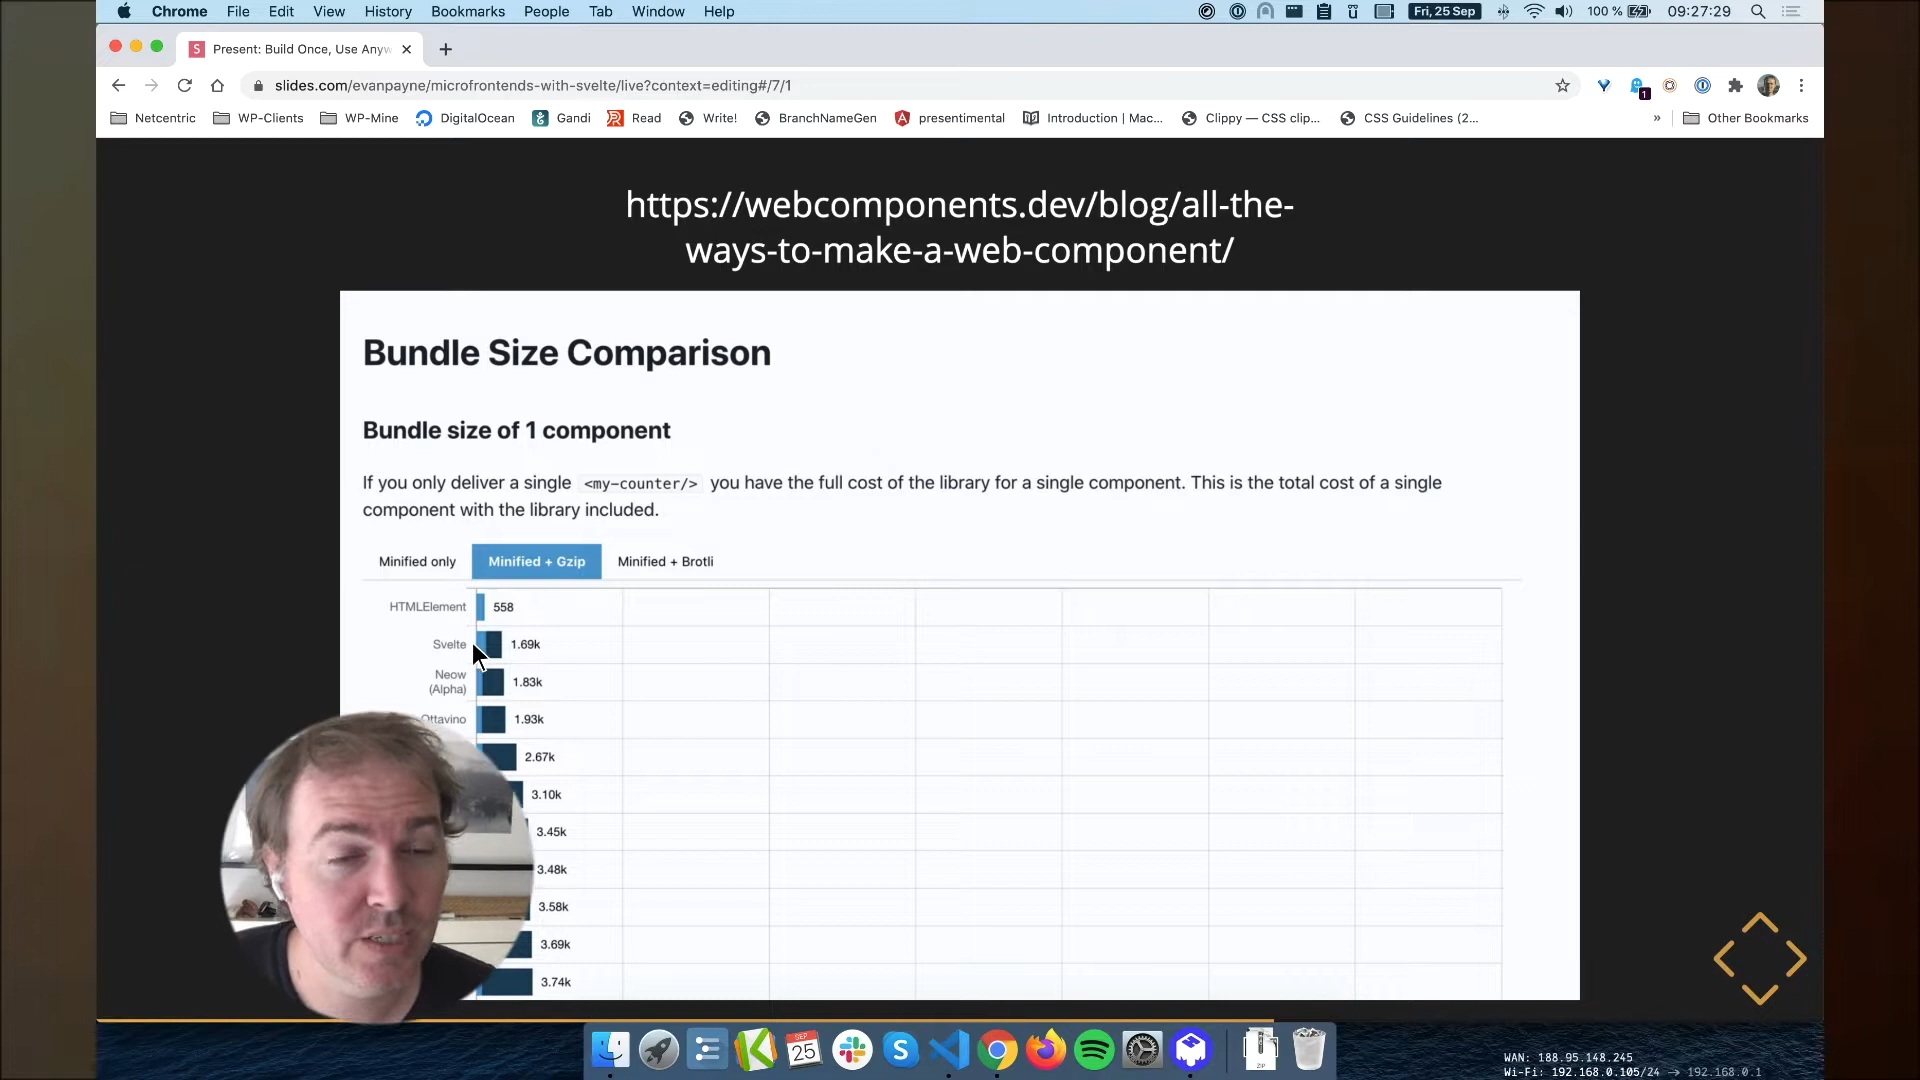 Chrome File Edit View History Bookmarks People Tab Window Help
Fri, 25 Sep 100 % 09:27:29
S Present: Build Once, Use Anyw
slides.com/evanpayne/microfrontends-with-svelte/live?context=editing#/7/1
1
Netcentric WP-Clients WP-Mine DigitalOcean Gandi Read Write! BranchNameGen presentimental Introduction | Mac... Clippy — CSS clip... CSS Guidelines (2... » Other Bookmarks
https://webcomponents.dev/blog/all-the-
ways-to-make-a-web-component/
Bundle Size Comparison
Bundle size of 1 component
If you only deliver a single <my-counter/> you have the full cost of the library for a single component. This is the total cost of a single
component with the library included.
Minified only Minified + Gzip Minified + Brotli
HTMLElement 558
Svelte 1.69k
Neow
(Alpha) 1.83k
Ottavino 1.93k
2.67k
3.10k
3.45k
3.48k
3.58k
3.69k
3.74k
SEP
25
ZIP
WAN: 188.95.148.245
Wi-Fi: 192.168.0.105/24 → 192.168.0.1